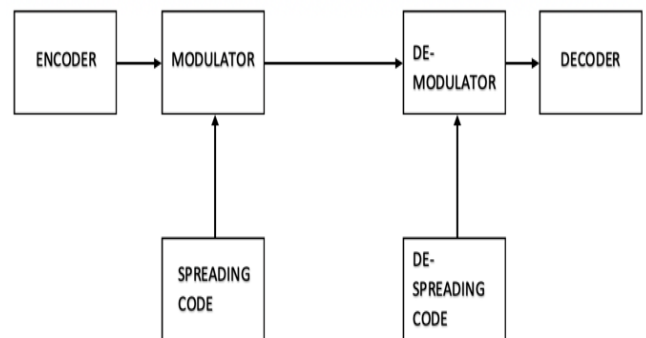 ENCODER
MODULATOR
DE-
MODULATOR
DECODER
SPREADING
CODE
DE-
SPREADING
CODE